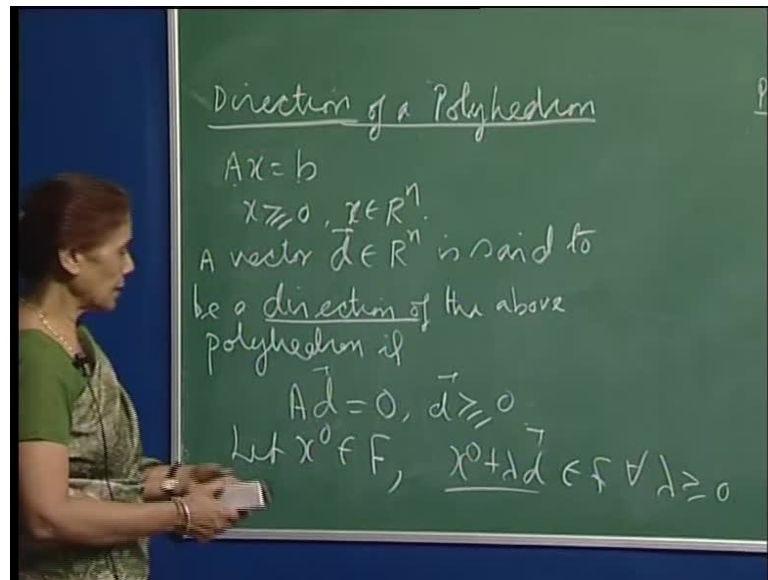 Direction of a Polyhedron
P
Ax = b
x ≥ 0, x ∈ Rⁿ.
A vector d⃗ ∈ Rⁿ is said to
be a direction of the above
polyhedron if
Ad⃗ = 0, d⃗ ≥ 0
Let x⁰ ∈ F, x⁰ + λd⃗ ∈ F ∀ λ ≥ 0